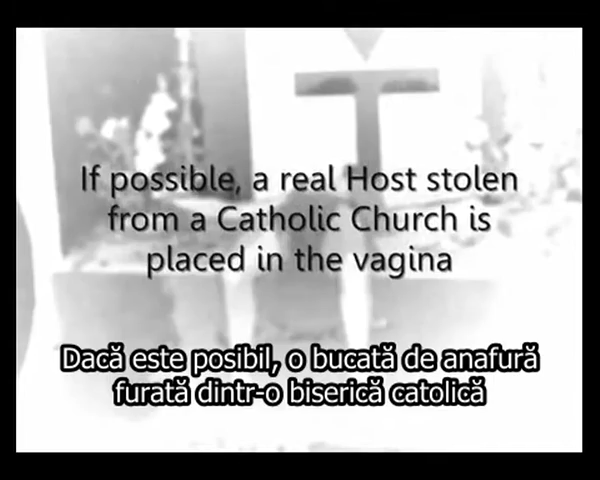 If possible, a real Host stolen
from a Catholic Church is
placed in the vagina
Dacă este posibil, o bucată de anafură
furată dintr-o biserică catolică